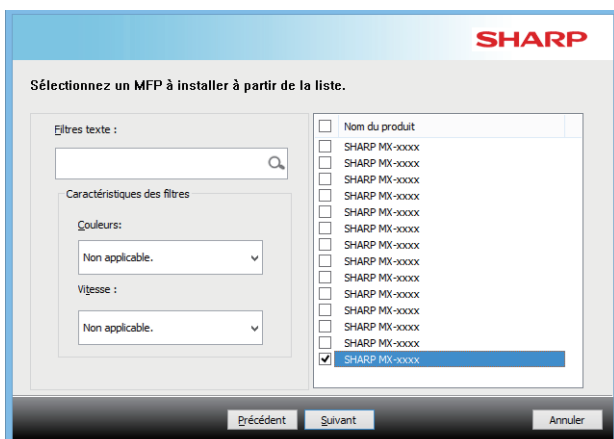 SHARP
Sélectionnez un MFP à installer à partir de la liste.
Filtres texte :
Caractéristiques des filtres
Couleurs:
Non applicable.
Vitesse :
Non applicable.
Nom du produit
SHARP MX-xxxx
SHARP MX-xxxx
SHARP MX-xxxx
SHARP MX-xxxx
SHARP MX-xxxx
SHARP MX-xxxx
SHARP MX-xxxx
SHARP MX-xxxx
SHARP MX-xxxx
SHARP MX-xxxx
SHARP MX-xxxx
SHARP MX-xxxx
SHARP MX-xxxx
SHARP MX-xxxx
Précédent
Suivant
Annuler